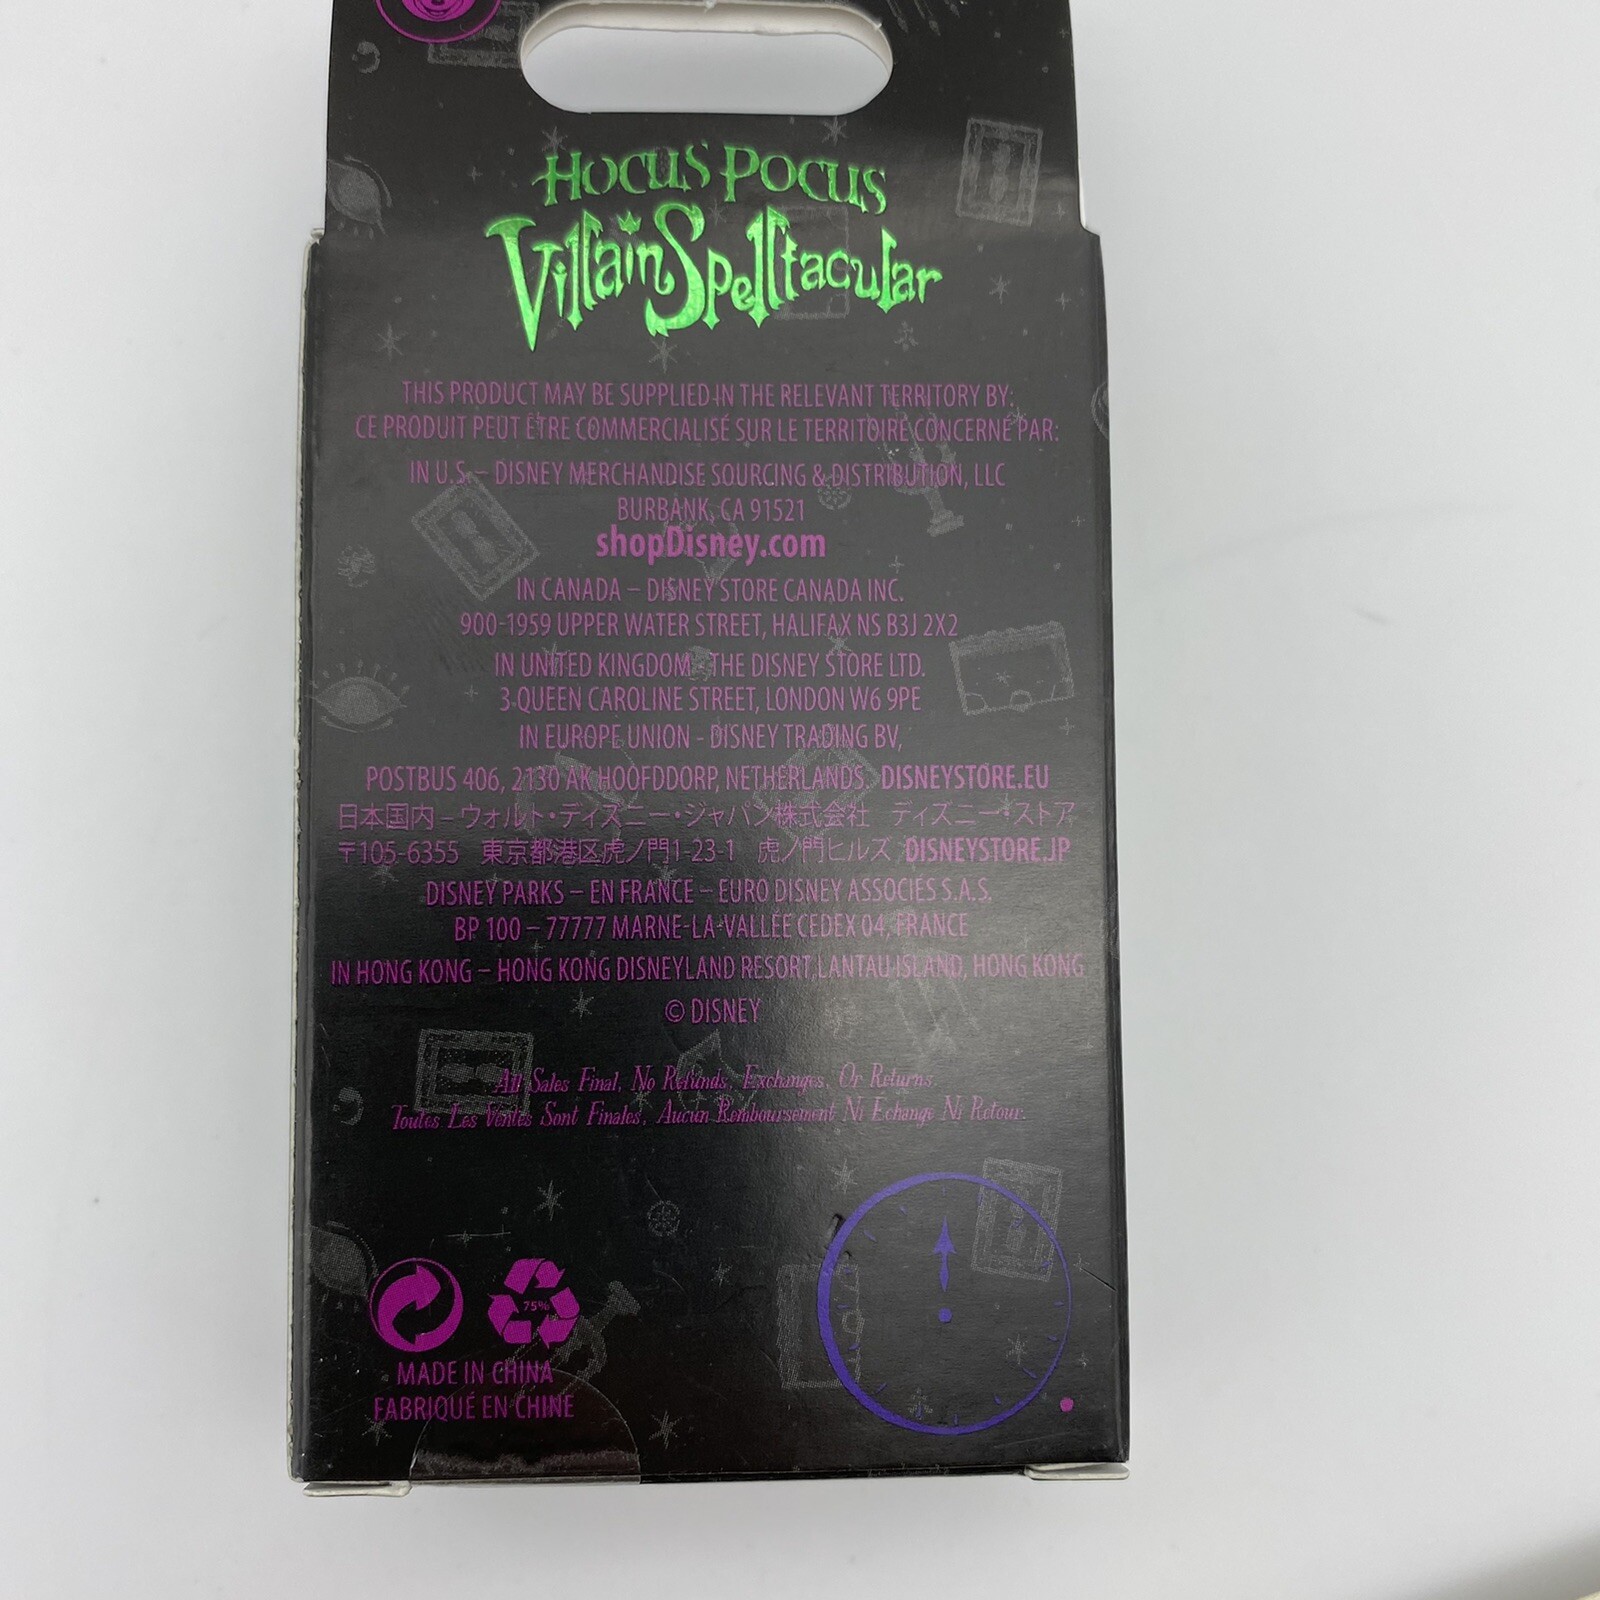 HOCUS POCUS
Villain Spelltacular
THIS PRODUCT MAY BE SUPPLIED IN THE RELEVANT TERRITORY BY:
CE PRODUIT PEUT ÊTRE COMMERCIALISÉ SUR LE TERRITOIRE CONCERNÉ PAR:
IN U.S. – DISNEY MERCHANDISE SOURCING & DISTRIBUTION, LLC
BURBANK, CA 91521
shopDisney.com
IN CANADA – DISNEY STORE CANADA INC.
900-1959 UPPER WATER STREET, HALIFAX NS B3J 2X2
IN UNITED KINGDOM - THE DISNEY STORE LTD.
3 QUEEN CAROLINE STREET, LONDON W6 9PE
IN EUROPE UNION - DISNEY TRADING BV,
POSTBUS 406, 2130 AK HOOFDDORP, NETHERLANDS. DISNEYSTORE.EU
日本国内 – ウォルト・ディズニー・ジャパン株式会社 ディズニー・ストア
〒105-6355 東京都港区虎ノ門1-23-1 虎ノ門ヒルズ DISNEYSTORE.JP
DISNEY PARKS – EN FRANCE – EURO DISNEY ASSOCIÉS S.A.S.
BP 100 – 77777 MARNE-LA-VALLÉE CEDEX 04, FRANCE
IN HONG KONG – HONG KONG DISNEYLAND RESORT, LANTAU ISLAND, HONG KONG
© DISNEY
All Sales Final, No Refunds, Exchanges, Or Returns.
Toutes Les Ventes Sont Finales, Aucun Remboursement Ni Échange Ni Retour.
75%
MADE IN CHINA
FABRIQUÉ EN CHINE